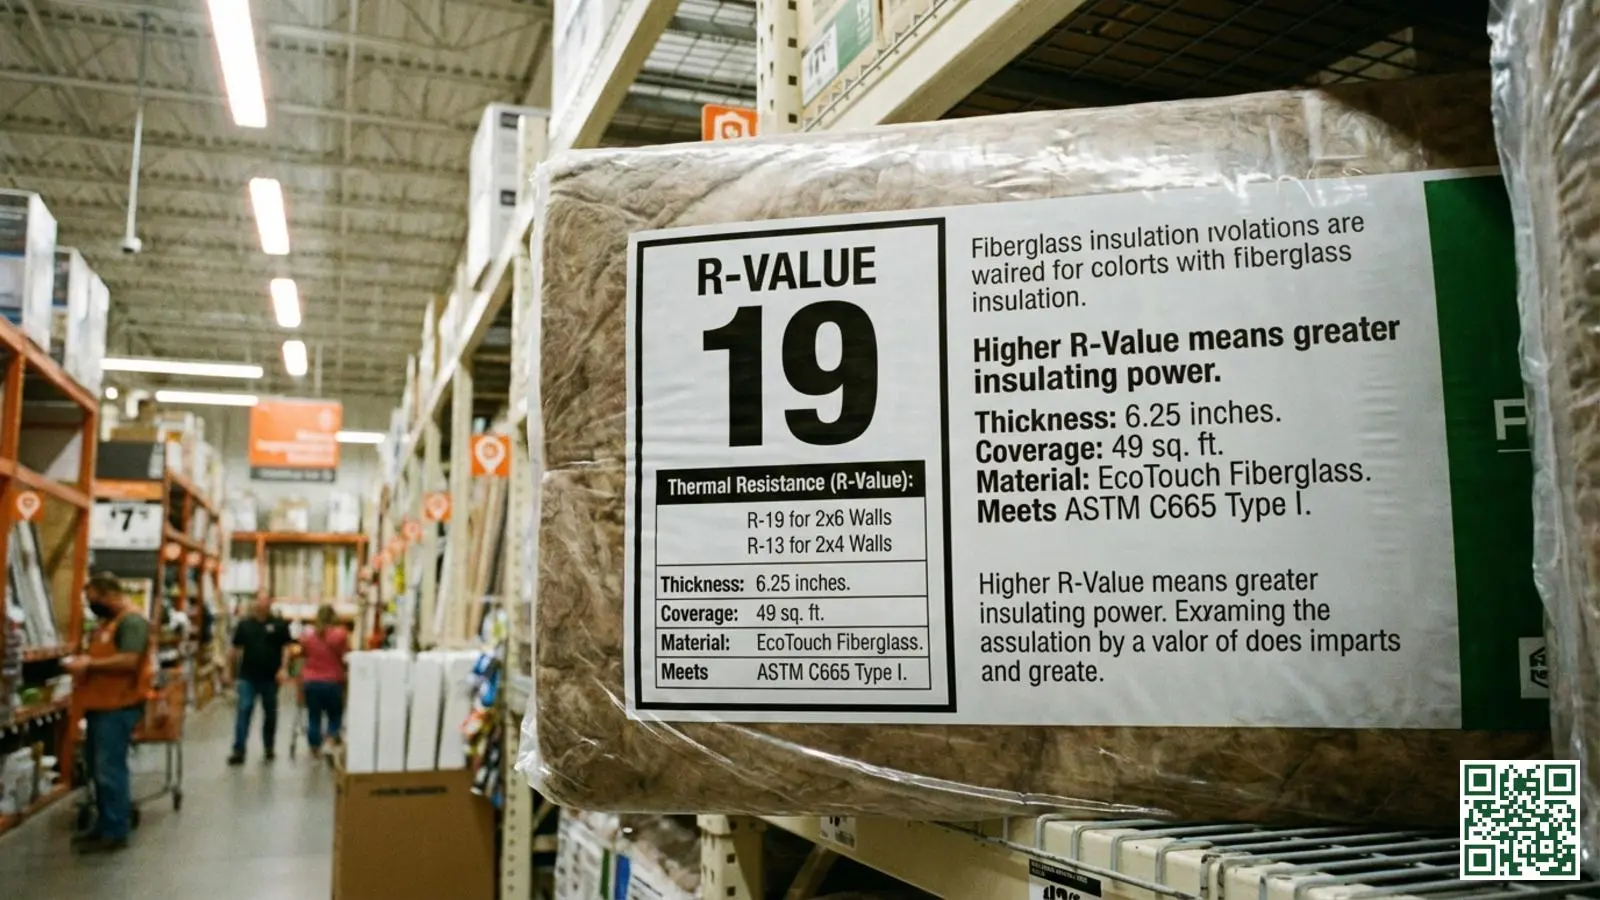 R-VALUE
19
Thermal Resistance (R-Value):
R-19 for 2x6 Walls
R-13 for 2x4 Walls
Thickness: 6.25 inches.
Coverage: 49 sq. ft.
Material: EcoTouch Fiberglass.
Meets ASTM C665 Type I.
Fiberglass insulation ıvolations are
waired for colorts with fiberglass
insulation.
Higher R-Value means greater
insulating power.
Thickness: 6.25 inches.
Coverage: 49 sq. ft.
Material: EcoTouch Fiberglass.
Meets ASTM C665 Type I.
Higher R-Value means greater
insulating power. Exxaming the
assulation by a valor of does imparts
and greate.
F
$7